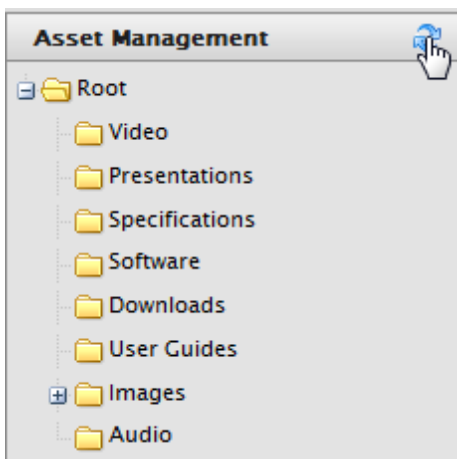 Asset Management
Root
Video
Presentations
Specifications
Software
Downloads
User Guides
Images
Audio